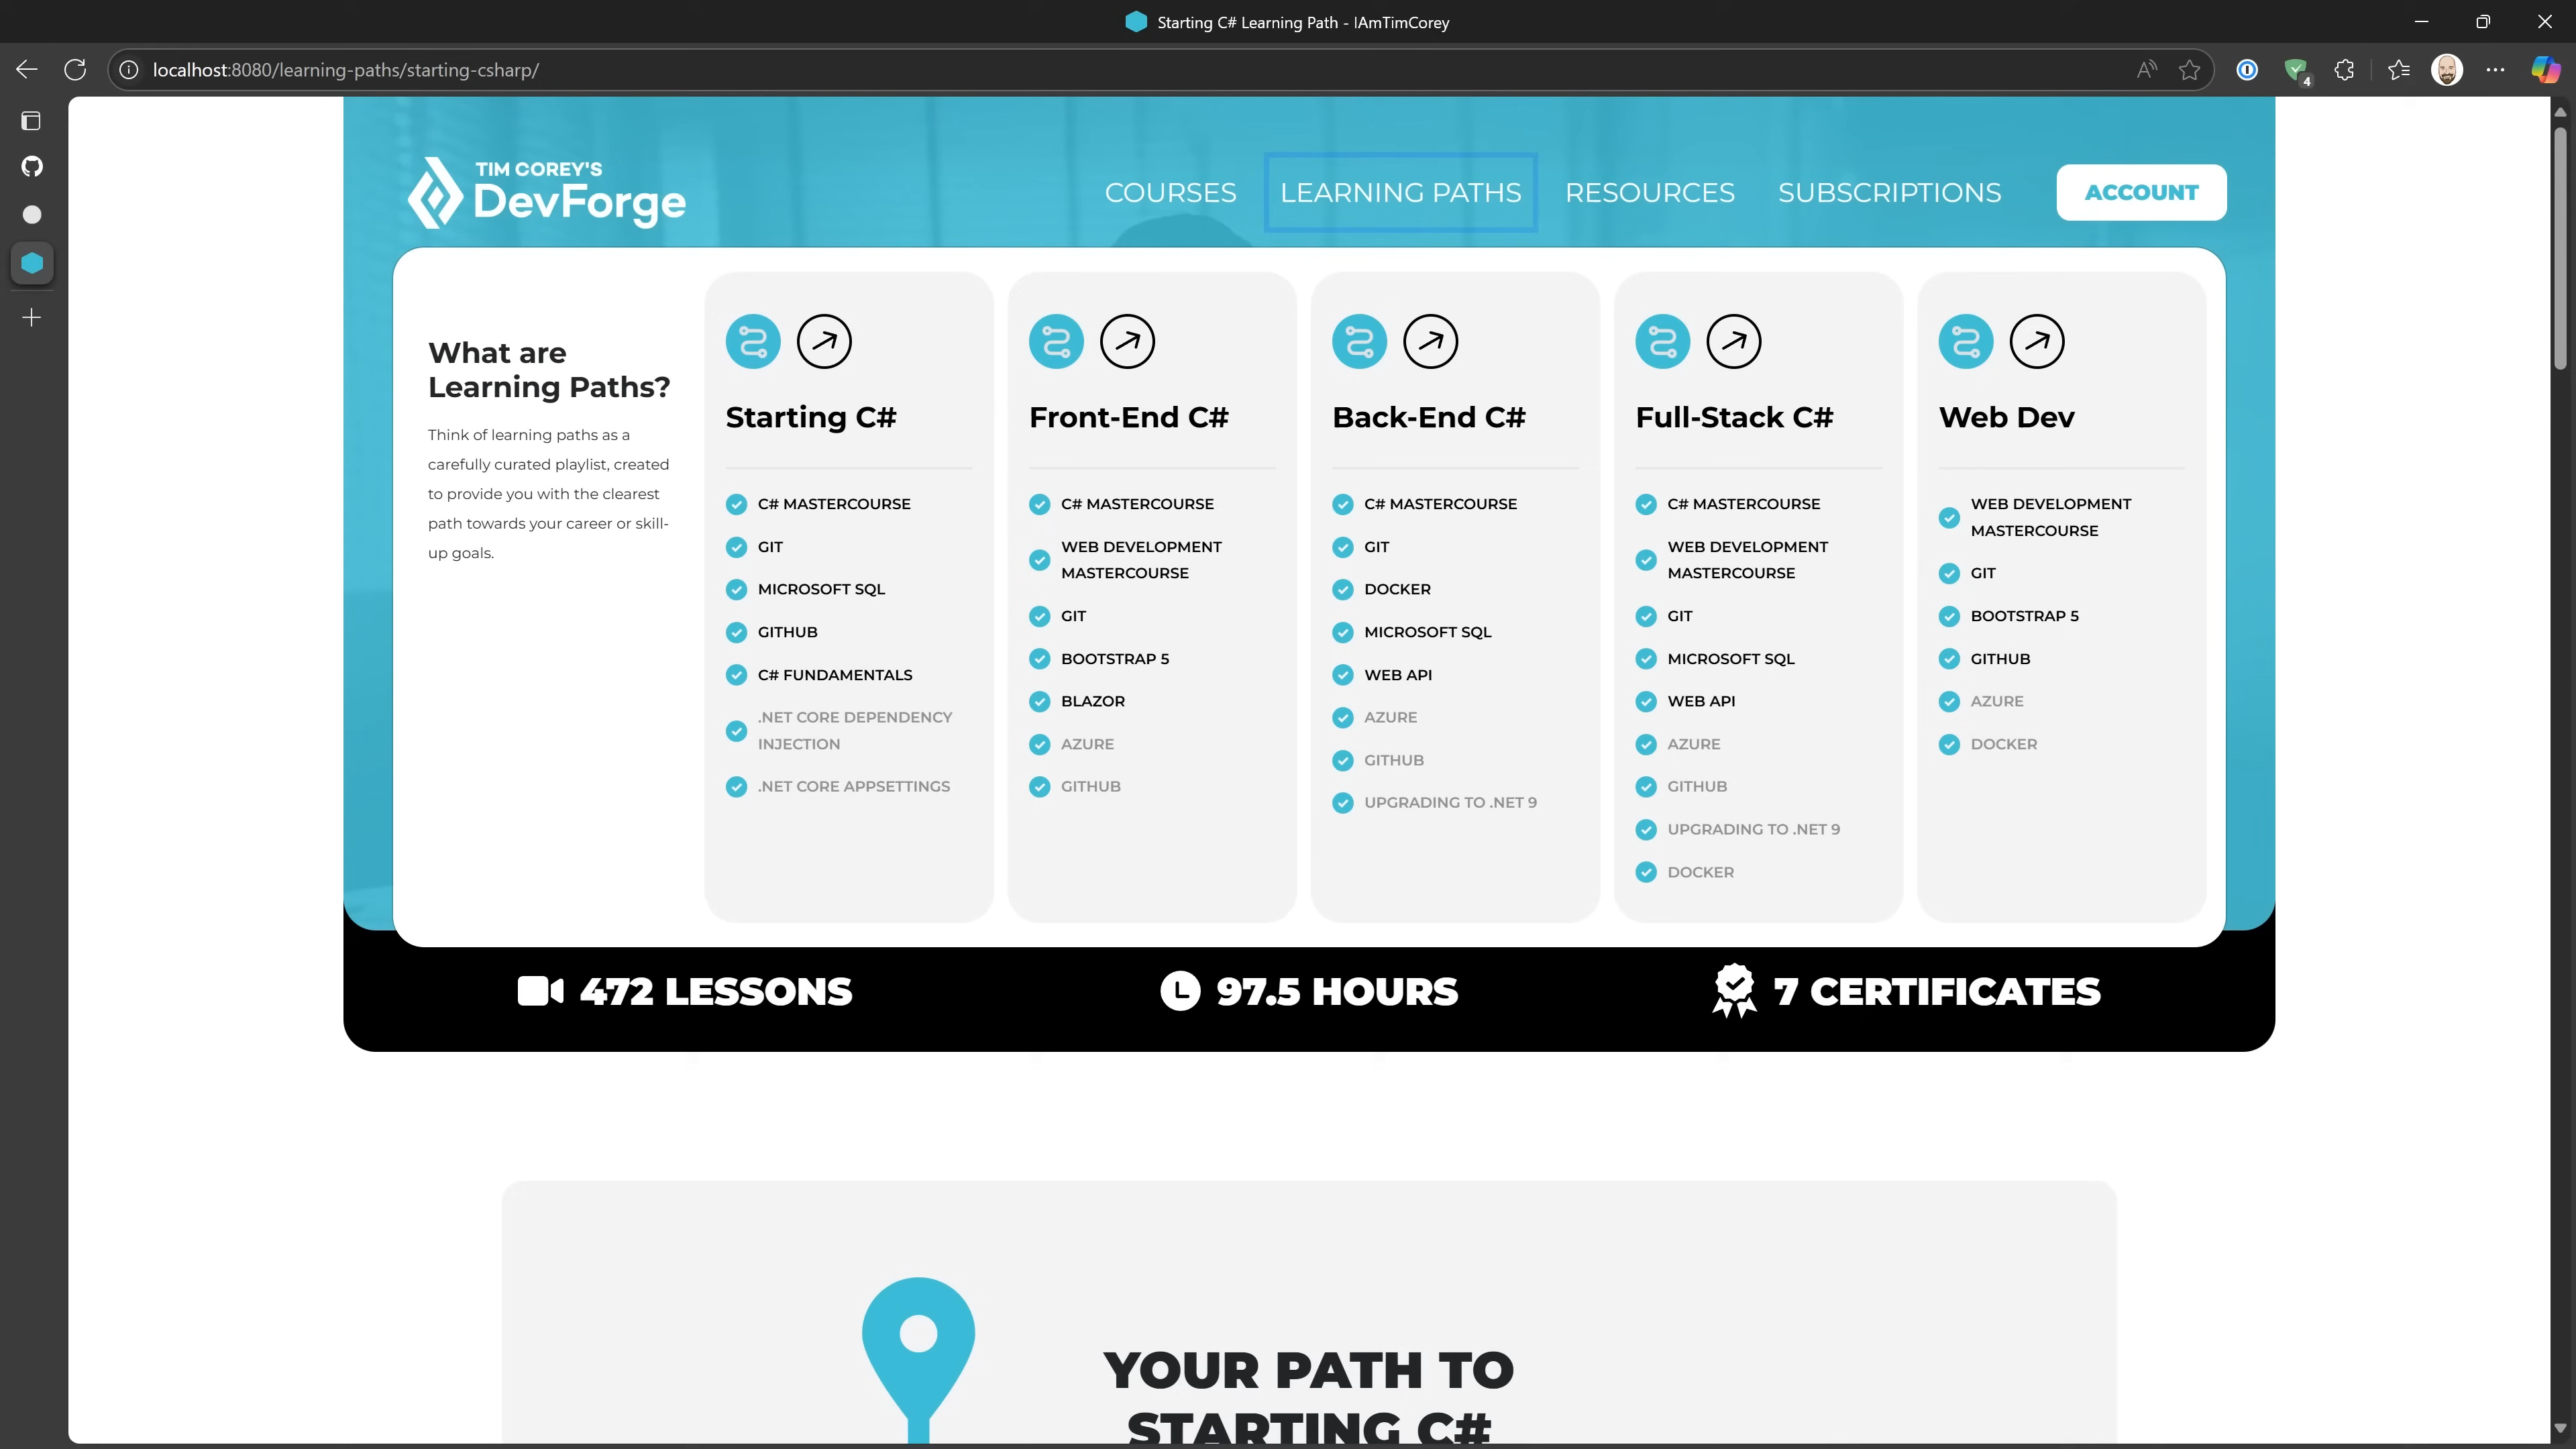 Starting C# Learning Path - IAmTimCorey
localhost:8080/learning-paths/starting-csharp/
4
TIM COREY'S
DevForge
COURSES
LEARNING PATHS
RESOURCES
SUBSCRIPTIONS
ACCOUNT
What are
Learning Paths?
Think of learning paths as a
carefully curated playlist, created
to provide you with the clearest
path towards your career or skill-
up goals.
Starting C#
C# MASTERCOURSE
GIT
MICROSOFT SQL
GITHUB
C# FUNDAMENTALS
.NET CORE DEPENDENCY
INJECTION
.NET CORE APPSETTINGS
Front-End C#
C# MASTERCOURSE
WEB DEVELOPMENT
MASTERCOURSE
GIT
BOOTSTRAP 5
BLAZOR
AZURE
GITHUB
Back-End C#
C# MASTERCOURSE
GIT
DOCKER
MICROSOFT SQL
WEB API
AZURE
GITHUB
UPGRADING TO .NET 9
Full-Stack C#
C# MASTERCOURSE
WEB DEVELOPMENT
MASTERCOURSE
GIT
MICROSOFT SQL
WEB API
AZURE
GITHUB
UPGRADING TO .NET 9
DOCKER
Web Dev
WEB DEVELOPMENT
MASTERCOURSE
GIT
BOOTSTRAP 5
GITHUB
AZURE
DOCKER
472 LESSONS
97.5 HOURS
7 CERTIFICATES
YOUR PATH TO
STARTING C#